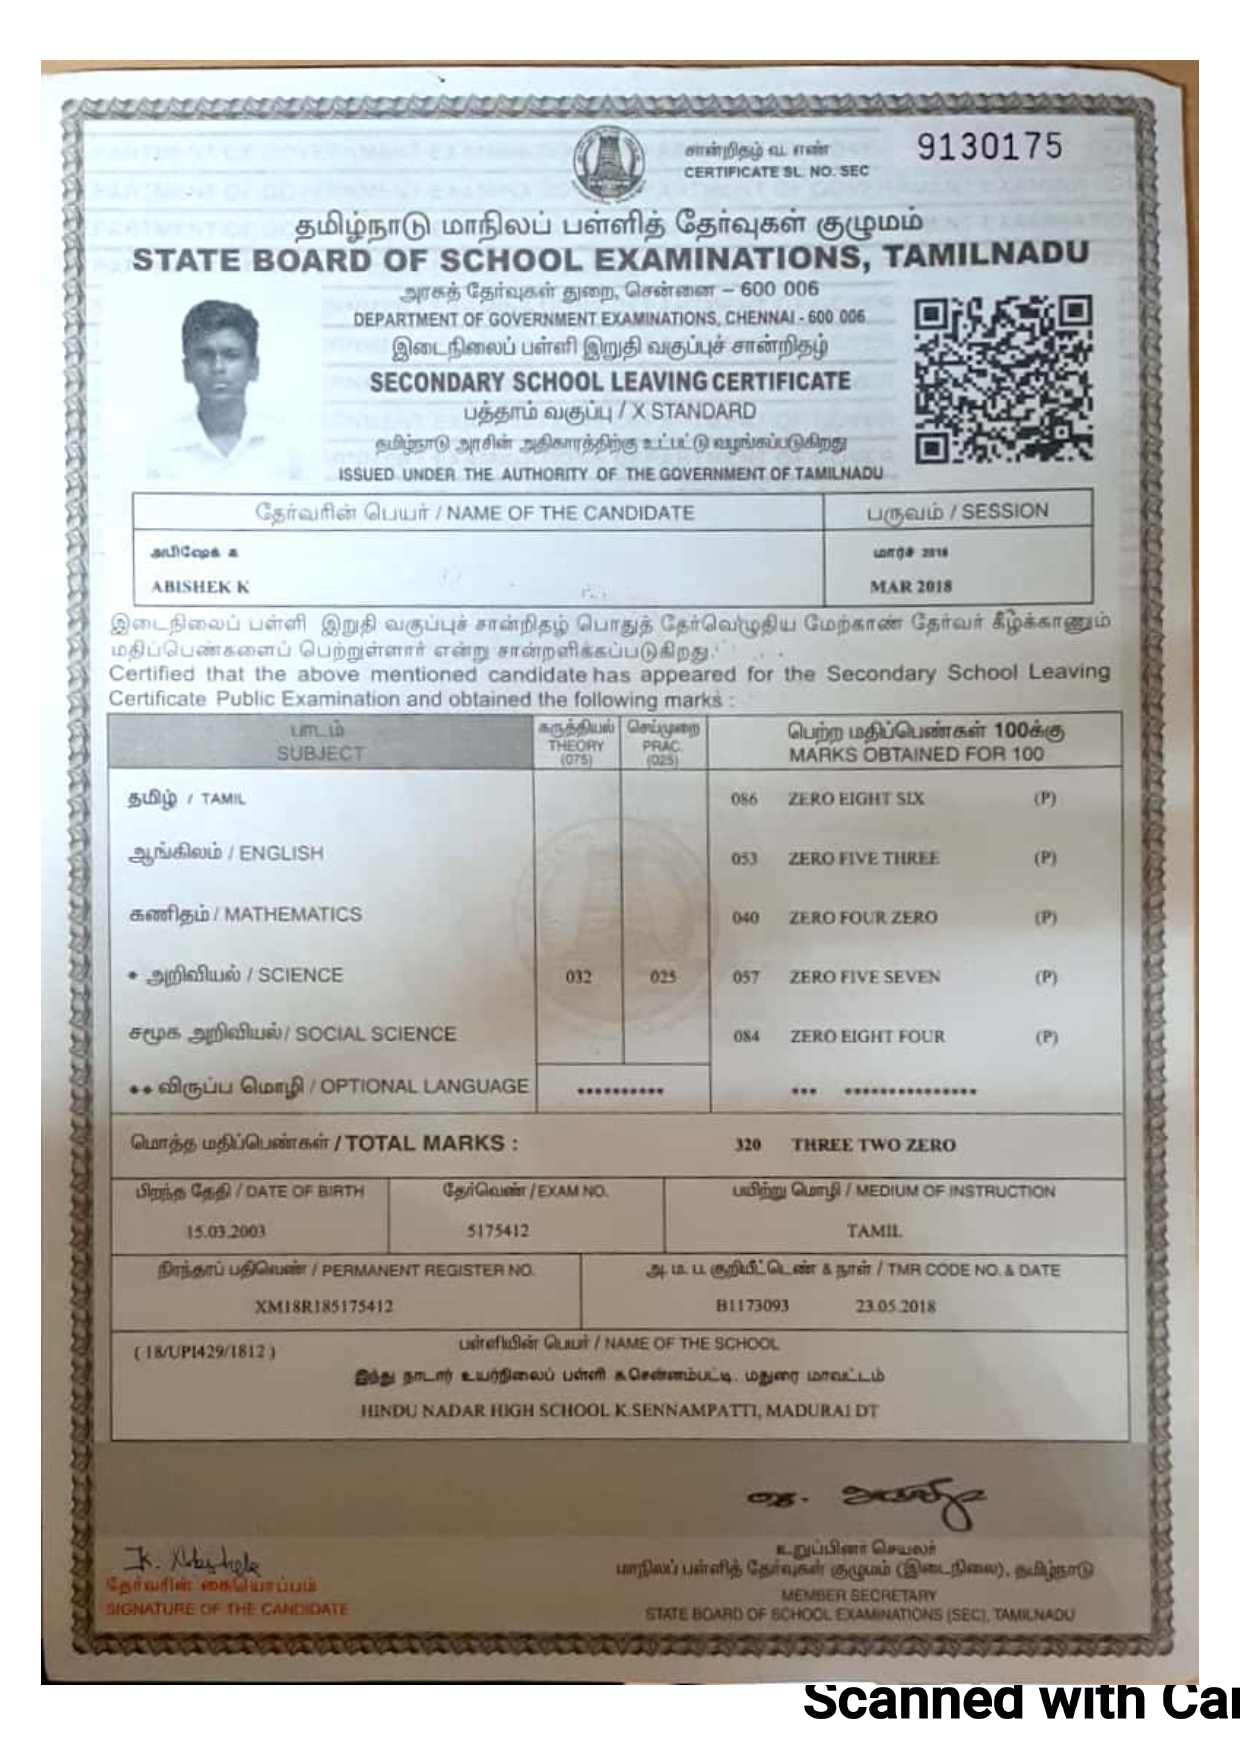 சான்றிதழ் வ. எண்
CERTIFICATE SL. NO. SEC
9130175
தமிழ்நாடு மாநிலப் பள்ளித் தேர்வுகள் குழுமம்
STATE BOARD OF SCHOOL EXAMINATIONS, TAMILNADU
அரசுத் தேர்வுகள் துறை, சென்னை – 600 006
DEPARTMENT OF GOVERNMENT EXAMINATIONS, CHENNAI - 600 006
இடைநிலைப் பள்ளி இறுதி வகுப்புச் சான்றிதழ்
SECONDARY SCHOOL LEAVING CERTIFICATE
பத்தாம் வகுப்பு / X STANDARD
தமிழ்நாடு அரசின் அதிகாரத்திற்கு உட்பட்டு வழங்கப்படுகிறது
ISSUED UNDER THE AUTHORITY OF THE GOVERNMENT OF TAMILNADU
தேர்வரின் பெயர் / NAME OF THE CANDIDATE பருவம் / SESSION
அபிஷேக் க மார்ச் 2018
ABISHEK K MAR 2018
இடைநிலைப் பள்ளி இறுதி வகுப்புச் சான்றிதழ் பொதுத் தேர்வெழுதிய மேற்காண் தேர்வர் கீழ்க்காணும்
மதிப்பெண்களைப் பெற்றுள்ளார் என்று சான்றளிக்கப்படுகிறது.
Certified that the above mentioned candidate has appeared for the Secondary School Leaving
Certificate Public Examination and obtained the following marks :
பாடம் கருத்தியல் செய்முறை பெற்ற மதிப்பெண்கள் 100க்கு
SUBJECT THEORY PRAC. MARKS OBTAINED FOR 100
(075) (025)
தமிழ் / TAMIL 086 ZERO EIGHT SIX (P)
ஆங்கிலம் / ENGLISH 053 ZERO FIVE THREE (P)
கணிதம் / MATHEMATICS 040 ZERO FOUR ZERO (P)
* அறிவியல் / SCIENCE 032 025 057 ZERO FIVE SEVEN (P)
சமூக அறிவியல் / SOCIAL SCIENCE 084 ZERO EIGHT FOUR (P)
** விருப்ப மொழி / OPTIONAL LANGUAGE ********** *** ***************
மொத்த மதிப்பெண்கள் / TOTAL MARKS : 320 THREE TWO ZERO
பிறந்த தேதி / DATE OF BIRTH தேர்வெண் / EXAM NO. பயிற்று மொழி / MEDIUM OF INSTRUCTION
15.03.2003 5175412 TAMIL
நிரந்தரப் பதிவெண் / PERMANENT REGISTER NO. அ. ம. ப. குறியீட்டெண் & நாள் / TMR CODE NO. & DATE
XM18R185175412 B1173093 23.05.2018
( 18/UPI429/1812 ) பள்ளியின் பெயர் / NAME OF THE SCHOOL
இந்து நாடார் உயர்நிலைப் பள்ளி க.சென்னம்பட்டி. மதுரை மாவட்டம்
HINDU NADAR HIGH SCHOOL K.SENNAMPATTI, MADURAI DT
K. Abishek
தேர்வரின் கையொப்பம்
SIGNATURE OF THE CANDIDATE
உறுப்பினர் செயலர்
மாநிலப் பள்ளித் தேர்வுகள் குழுமம் (இடைநிலை), தமிழ்நாடு
MEMBER SECRETARY
STATE BOARD OF SCHOOL EXAMINATIONS (SEC), TAMILNADU
Scanned with Ca